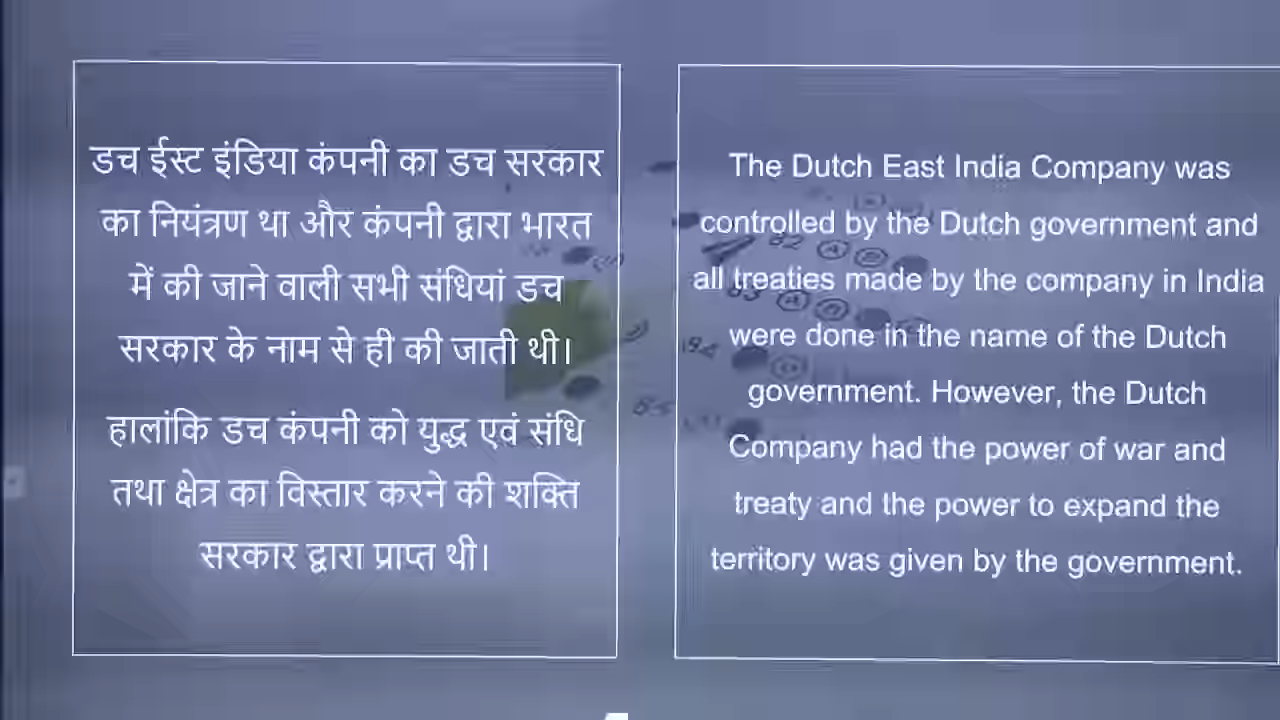 डच ईस्ट इंडिया कंपनी का डच सरकार
का नियंत्रण था और कंपनी द्वारा भारत
में की जाने वाली सभी संधियां डच
सरकार के नाम से ही की जाती थी।
हालांकि डच कंपनी को युद्ध एवं संधि
तथा क्षेत्र का विस्तार करने की शक्ति
सरकार द्वारा प्राप्त थी।
The Dutch East India Company was
controlled by the Dutch government and
all treaties made by the company in India
were done in the name of the Dutch
government. However, the Dutch
Company had the power of war and
treaty and the power to expand the
territory was given by the government.
82
83
85